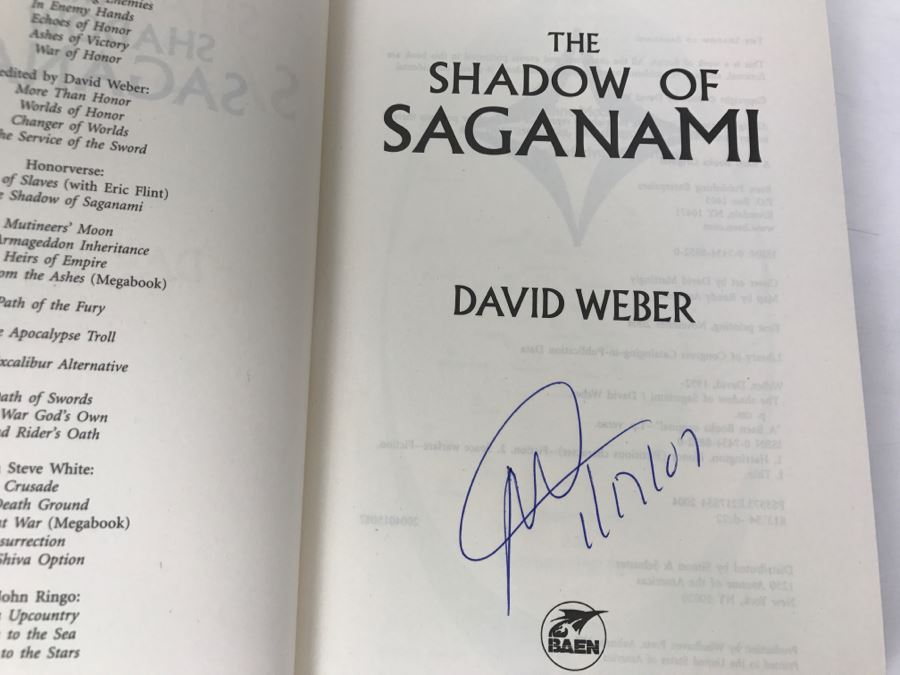 Enemies
In Enemy Hands
Echoes of Honor
Ashes of Victory
War of Honor
edited by David Weber:
More Than Honor
Worlds of Honor
Changer of Worlds
he Service of the Sword
Honorverse:
of Slaves (with Eric Flint)
e Shadow of Saganami
Mutineers' Moon
Armageddon Inheritance
Heirs of Empire
om the Ashes (Megabook)
Path of the Fury
e Apocalypse Troll
xcalibur Alternative
ath of Swords
War God's Own
d Rider's Oath
Steve White:
Crusade
Death Ground
at War (Megabook)
surrection
Shiva Option
John Ringo:
Upcountry
to the Sea
to the Stars
THE
SHADOW OF
SAGANAMI
DAVID WEBER
1/17/07
BAEN